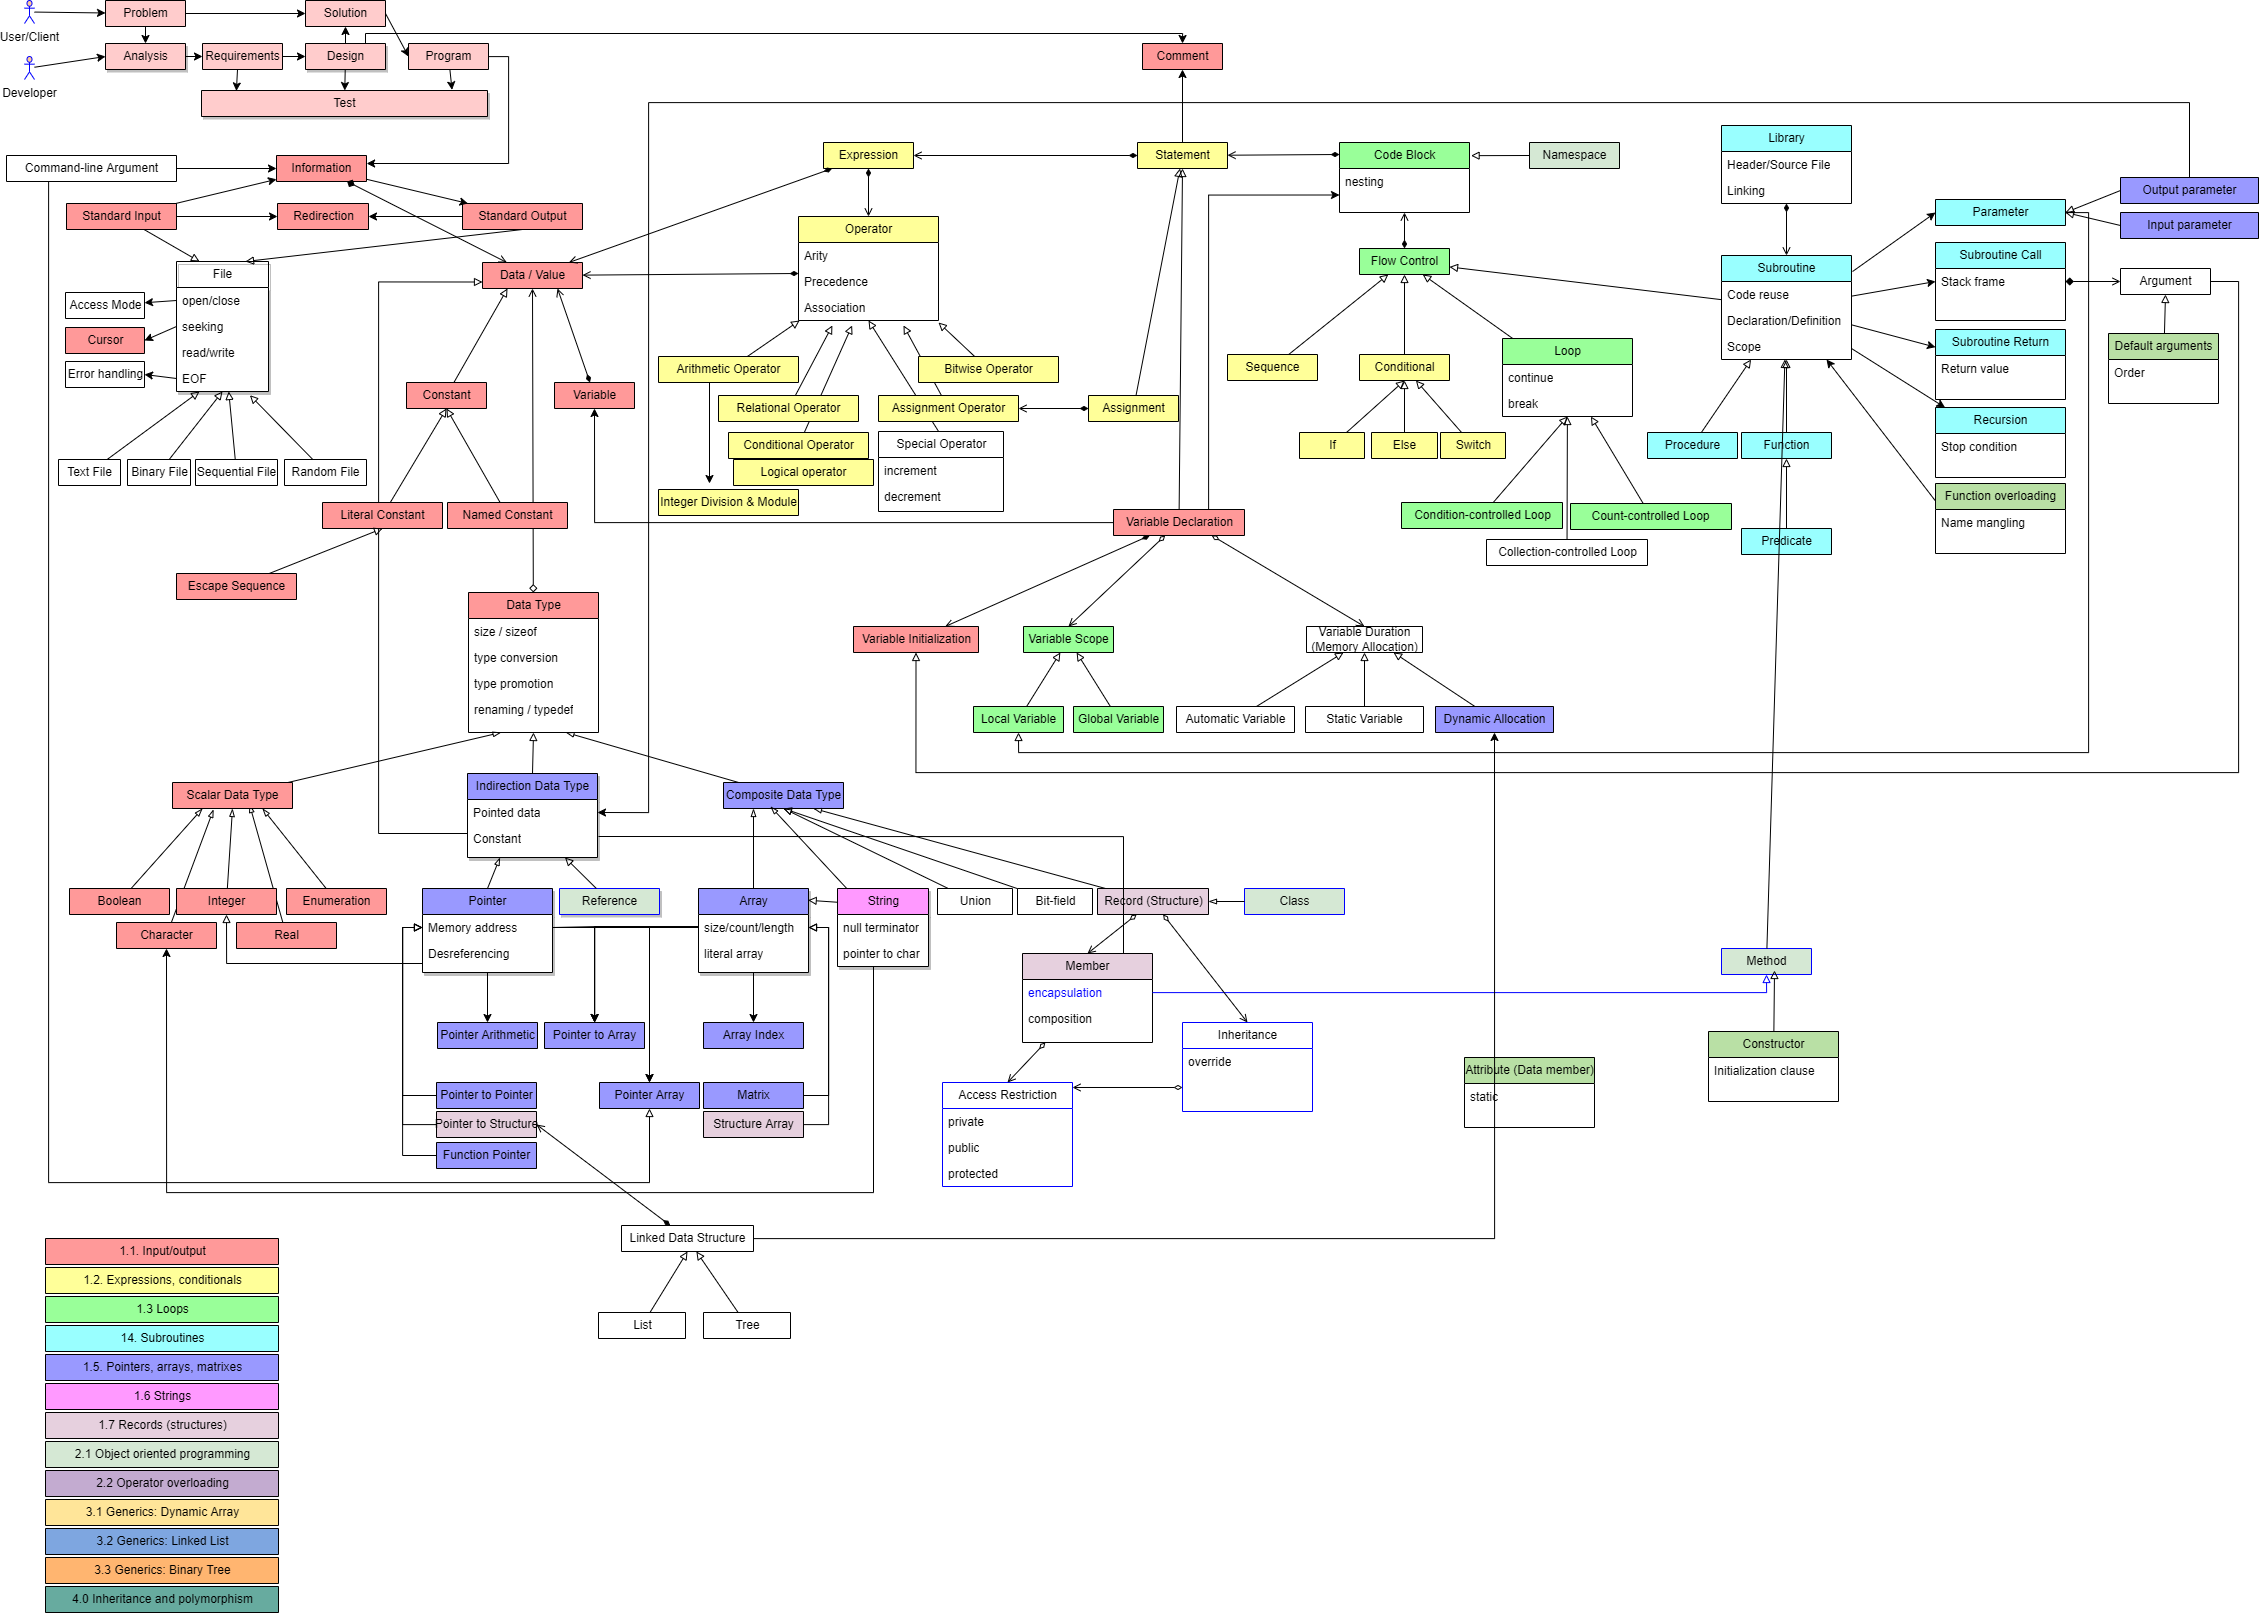 Problem
Solution
User/Client
Analysis
Requirements
Design
Program
Comment
Developer
Test
Command-line Argument
Information
Standard Input
Redirection
Standard Output
File
open/close
seeking
read/write
EOF
Access Mode
Cursor
Error handling
Text File
Binary File
Sequential File
Random File
Data / Value
Constant
Variable
Literal Constant
Named Constant
Escape Sequence
Expression
Statement
Code Block
nesting
Namespace
Operator
Arity
Precedence
Association
Arithmetic Operator
Bitwise Operator
Relational Operator
Assignment Operator
Assignment
Conditional Operator
Logical operator
Integer Division & Module
Special Operator
increment
decrement
Flow Control
Sequence
Conditional
Loop
continue
break
If
Else
Switch
Condition-controlled Loop
Count-controlled Loop
Collection-controlled Loop
Library
Header/Source File
Linking
Subroutine
Code reuse
Declaration/Definition
Scope
Procedure
Function
Predicate
Parameter
Output parameter
Input parameter
Subroutine Call
Stack frame
Argument
Subroutine Return
Return value
Default arguments
Order
Recursion
Stop condition
Function overloading
Name mangling
Variable Declaration
Variable Initialization
Variable Scope
Variable Duration
(Memory Allocation)
Local Variable
Global Variable
Automatic Variable
Static Variable
Dynamic Allocation
Data Type
size / sizeof
type conversion
type promotion
renaming / typedef
Scalar Data Type
Indirection Data Type
Pointed data
Constant
Composite Data Type
Boolean
Integer
Enumeration
Character
Real
Pointer
Memory address
Desreferencing
Reference
Array
size/count/length
literal array
String
null terminator
pointer to char
Union
Bit-field
Record (Structure)
Class
Member
encapsulation
composition
Method
Pointer Arithmetic
Pointer to Array
Array Index
Inheritance
override
Constructor
Initialization clause
Pointer to Pointer
Pointer Array
Matrix
Pointer to Structure
Structure Array
Function Pointer
Access Restriction
private
public
protected
Attribute (Data member)
static
Linked Data Structure
List
Tree
1.1. Input/output
1.2. Expressions, conditionals
1.3 Loops
14. Subroutines
1.5. Pointers, arrays, matrixes
1.6 Strings
1.7 Records (structures)
2.1 Object oriented programming
2.2 Operator overloading
3.1 Generics: Dynamic Array
3.2 Generics: Linked List
3.3 Generics: Binary Tree
4.0 Inheritance and polymorphism